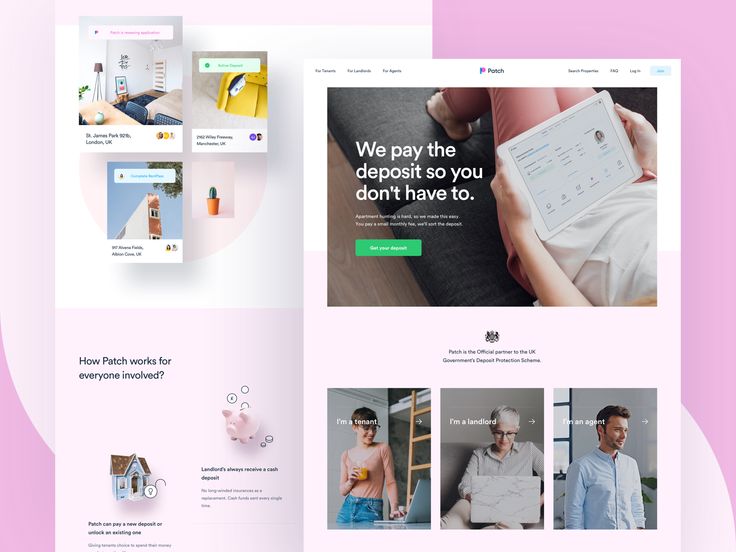 Patch is reviewing application
St. James Park 921b,
London, UK
Active Deposit
2162 Wiley Freeway,
Manchester, UK
Complete RentPass
917 Alvena Fields,
Albion Cove, UK
How Patch works for
everyone involved?
Landlord's always receive a cash
deposit
No long-winded insurances as a
replacement. Cash funds sent every single
time.
Patch can pay a new deposit or
unlock an existing one
Giving tenants choice to spend their money
For Tenants
For Landlords
For Agents
Patch
Search Properties
FAQ
Log In
Join
We pay the
deposit so you
don't have to.
Apartment hunting is hard, so we made this easy.
You pay a small monthly fee, we'll sort the deposit.
Get your deposit
Patch is the Official partner to the UK
Government's Deposit Protection Scheme.
I'm a tenant
I'm a landlord
I'm an agent